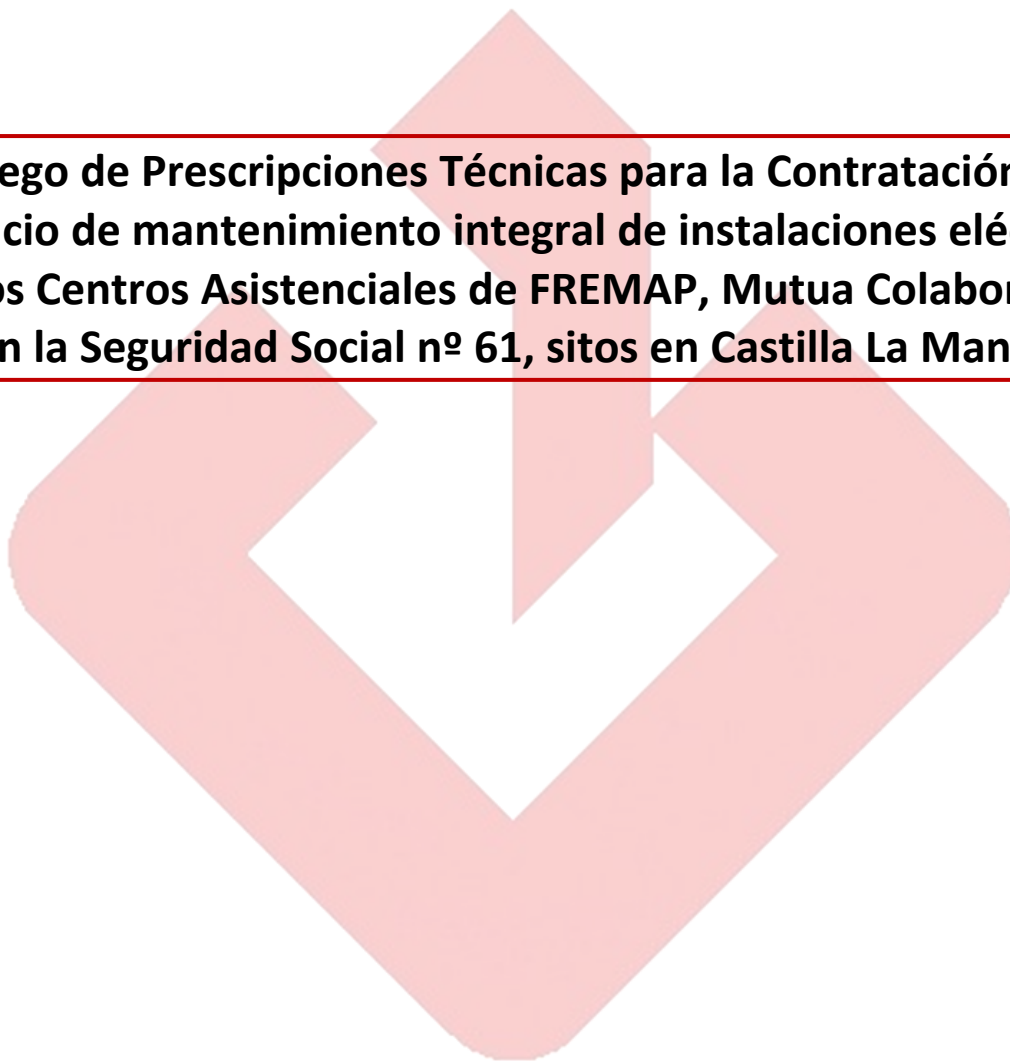 ego de Prescripciones Técnicas para la Contratación
cio de mantenimiento integral de instalaciones elé
os Centros Asistenciales de FREMAP, Mutua Colabor
n la Seguridad Social nº 61, sitos en Castilla La Man